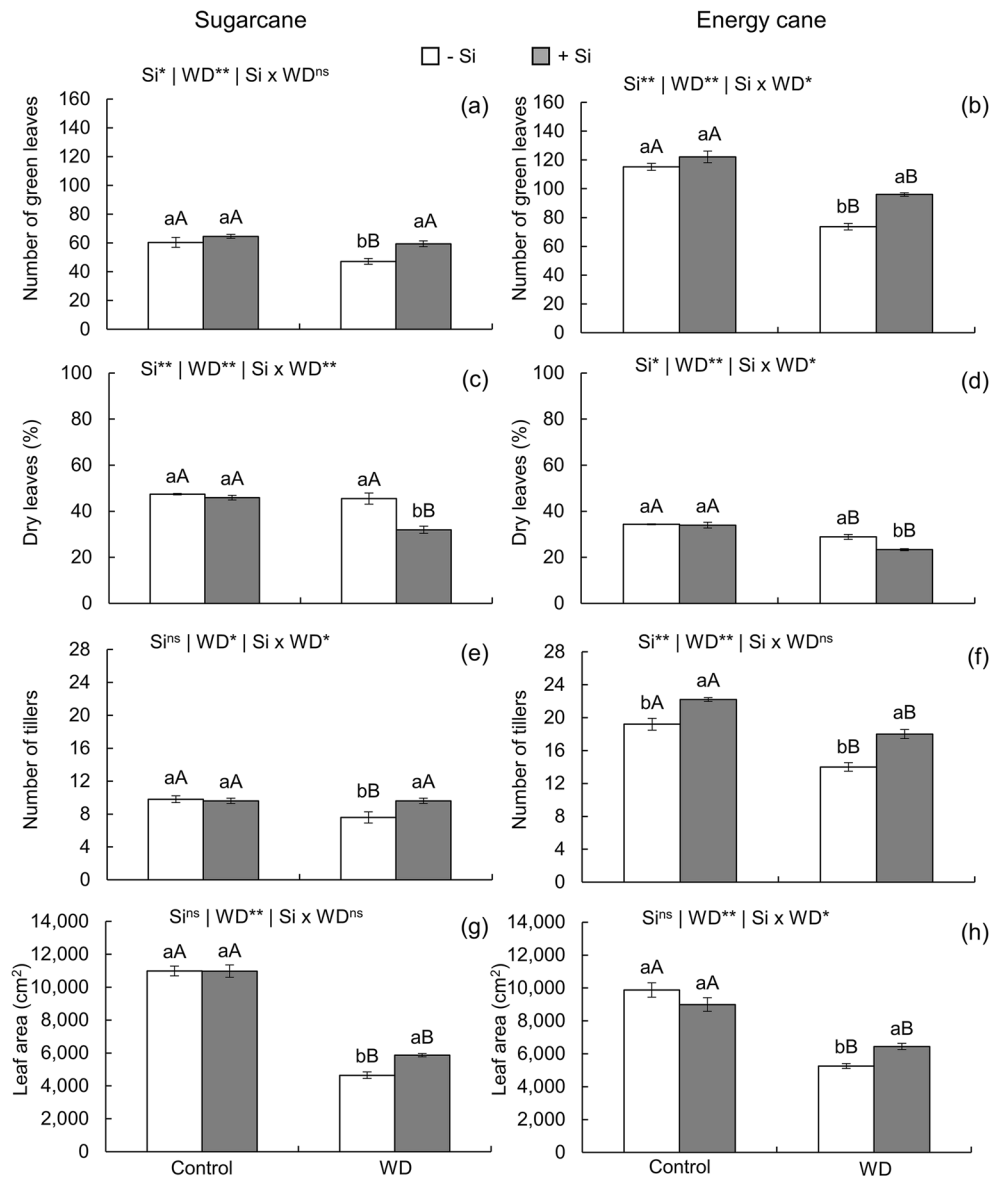 Sugarcane
Energy cane
- Si
+ Si
Si* | WD** | Si x WDns
(a)
Number of green leaves
160
140
120
100
80
60
40
20
0
aA
aA
bB
aA
Si** | WD** | Si x WD*
(b)
Number of green leaves
160
140
120
100
80
60
40
20
0
aA
aA
bB
aB
Si** | WD** | Si x WD**
(c)
Dry leaves (%)
100
80
60
40
20
0
aA
aA
aA
bB
Si* | WD** | Si x WD*
(d)
Dry leaves (%)
100
80
60
40
20
0
aA
aA
aB
bB
Sins | WD* | Si x WD*
(e)
Number of tillers
28
24
20
16
12
8
4
0
aA
aA
bB
aA
Si** | WD** | Si x WDns
(f)
Number of tillers
28
24
20
16
12
8
4
0
bA
aA
bB
aB
Sins | WD** | Si x WDns
(g)
Leaf area (cm2)
14,000
12,000
10,000
8,000
6,000
4,000
2,000
0
aA
aA
bB
aB
Control
WD
Sins | WD** | Si x WD*
(h)
Leaf area (cm2)
14,000
12,000
10,000
8,000
6,000
4,000
2,000
0
aA
aA
bB
aB
Control
WD